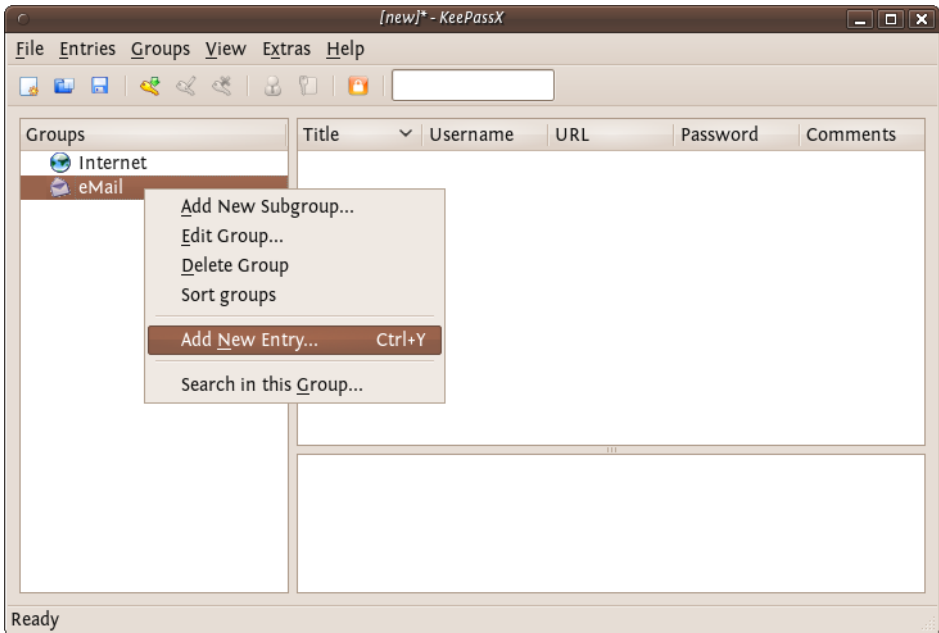 [new]* - KeePassX
File Entries Groups View Extras Help
Groups
Title Username URL Password Comments
Internet
eMail
Add New Subgroup...
Edit Group...
Delete Group
Sort groups
Add New Entry... Ctrl+Y
Search in this Group...
Ready